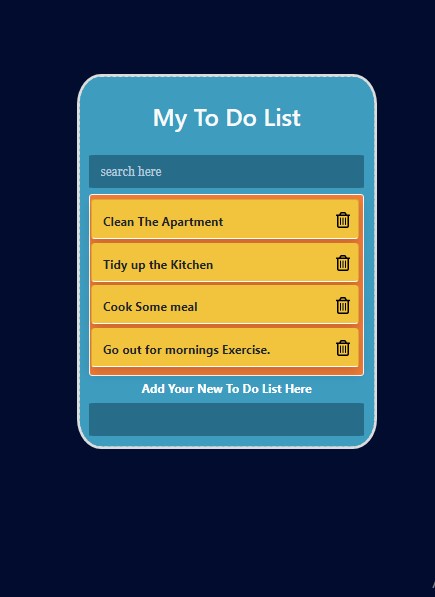 My To Do List
search here
Clean The Apartment
Tidy up the Kitchen
Cook Some meal
Go out for mornings Exercise.
Add Your New To Do List Here